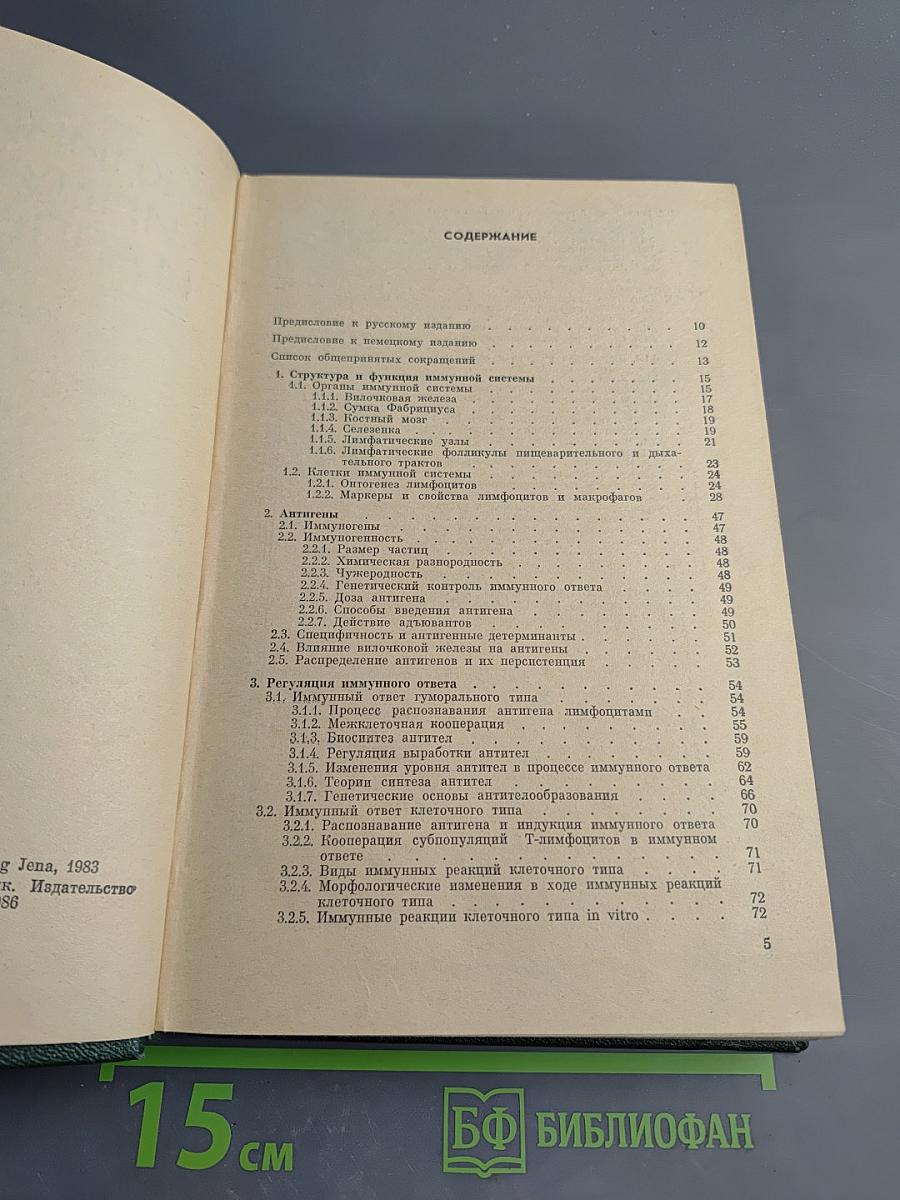 g Jena, 1983
к. Издательство
986
СОДЕРЖАНИЕ
Предисловие к русскому изданию . . . . . . . . . . 10
Предисловие к немецкому изданию . . . . . . . . . . 12
Список общепринятых сокращений . . . . . . . . . . 13
1. Структура и функция иммунной системы . . . . . . . 15
1.1. Органы иммунной системы . . . . . . . . . . 15
1.1.1. Вилочковая железа . . . . . . . . . . 17
1.1.2. Сумка Фабрициуса . . . . . . . . . . 18
1.1.3. Костный мозг . . . . . . . . . . 19
1.1.4. Селезенка . . . . . . . . . . 19
1.1.5. Лимфатические узлы . . . . . . . . . . 21
1.1.6. Лимфатические фолликулы пищеварительного и дыха-
тельного трактов . . . . . . . . . . 23
1.2. Клетки иммунной системы . . . . . . . . . . 24
1.2.1. Онтогенез лимфоцитов . . . . . . . . . . 24
1.2.2. Маркеры и свойства лимфоцитов и макрофагов . 28
2. Антигены . . . . . . . . . . 47
2.1. Иммуногены . . . . . . . . . . 47
2.2. Иммуногенность . . . . . . . . . . 48
2.2.1. Размер частиц . . . . . . . . . . 48
2.2.2. Химическая разнородность . . . . . . . . 48
2.2.3. Чужеродность . . . . . . . . . . 48
2.2.4. Генетический контроль иммунного ответа . . . . 49
2.2.5. Доза антигена . . . . . . . . . . 49
2.2.6. Способы введения антигена . . . . . . . . 49
2.2.7. Действие адъювантов . . . . . . . . . 50
2.3. Специфичность и антигенные детерминанты . . . . . . 51
2.4. Влияние вилочковой железы на антигены . . . . . . 52
2.5. Распределение антигенов и их персистенция . . . . . 53
3. Регуляция иммунного ответа . . . . . . . . . . 54
3.1. Иммунный ответ гуморального типа . . . . . . . 54
3.1.1. Процесс распознавания антигена лимфоцитами . . 54
3.1.2. Межклеточная кооперация . . . . . . . . 55
3.1.3. Биосинтез антител . . . . . . . . . . 59
3.1.4. Регуляция выработки антител . . . . . . . 59
3.1.5. Изменения уровня антител в процессе иммунного ответа 62
3.1.6. Теории синтеза антител . . . . . . . . 64
3.1.7. Генетические основы антителообразования . . . . 66
3.2. Иммунный ответ клеточного типа . . . . . . . . 70
3.2.1. Распознавание антигена и индукция иммунного ответа 70
3.2.2. Кооперация субпопуляций Т-лимфоцитов в иммунном
ответе . . . . . . . . . . 71
3.2.3. Виды иммунных реакций клеточного типа . . . . 71
3.2.4. Морфологические изменения в ходе иммунных реакций
клеточного типа . . . . . . . . . . 72
3.2.5. Иммунные реакции клеточного типа in vitro . . . . 72
5
15 см
БФ БИБЛИОФАН